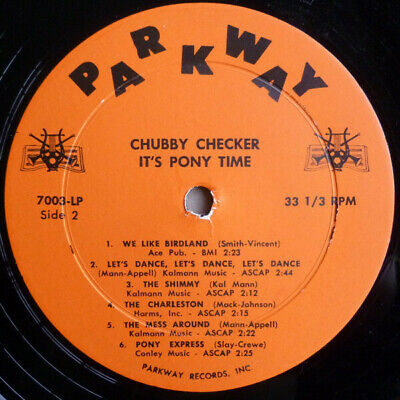 PARKWAY
CHUBBY CHECKER
IT'S PONY TIME
7003-LP 33 1/3 RPM
Side 2
1. WE LIKE BIRDLAND (Smith-Vincent)
Ace Pub. - BMI 2:23
2. LET'S DANCE, LET'S DANCE, LET'S DANCE
(Mann-Appell) Kalmann Music - ASCAP 2:44
3. THE SHIMMY (Kal Mann)
Kalmann Music - ASCAP 2:12
4. THE CHARLESTON (Mack-Johnson)
Harms, Inc. - ASCAP 2:15
5. THE MESS AROUND (Mann-Appell)
Kalmann Music - ASCAP 2:22
6. PONY EXPRESS (Slay-Crewe)
Conley Music - ASCAP 2:25
PARKWAY RECORDS, INC.